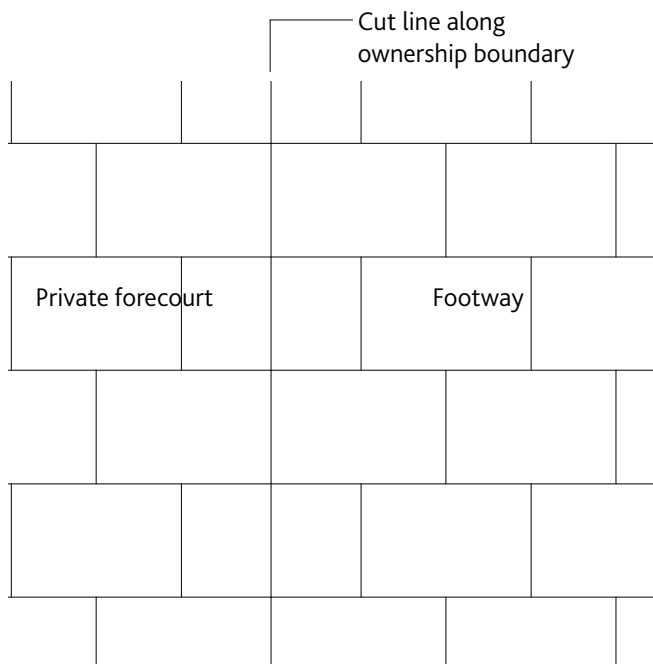 Cut line along
ownership boundary
Private forecourt
Footway